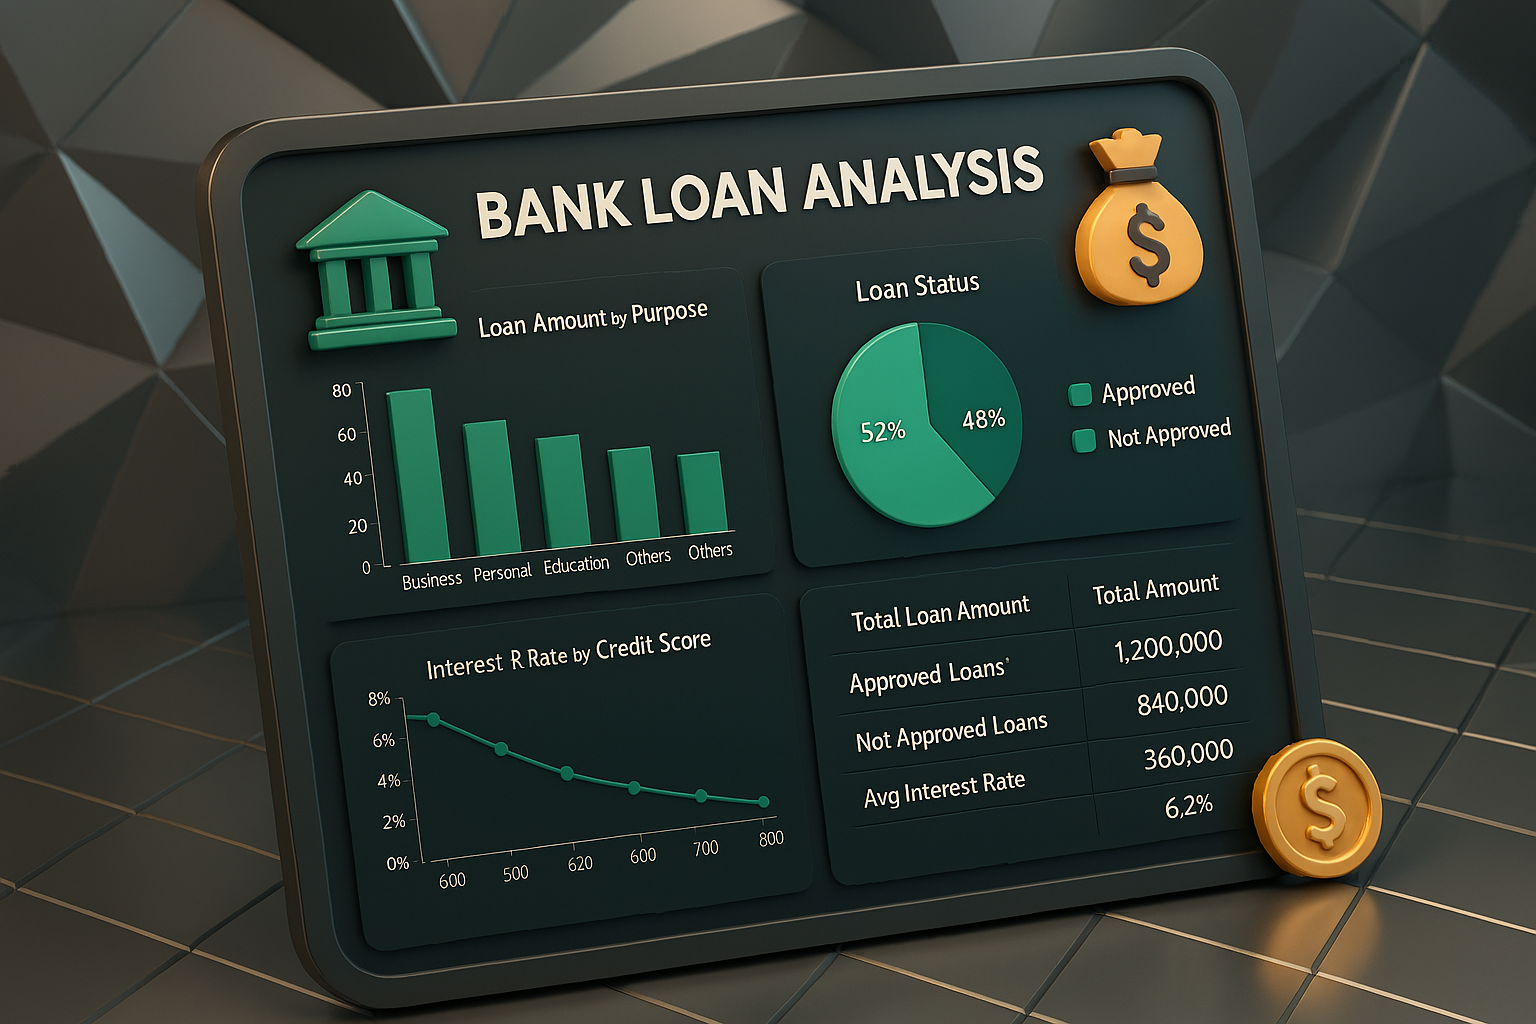 BANK LOAN ANALYSIS
$
Loan Amount by Purpose
80
60
40
20
0
Business Personal Education Others Others
Loan Status
52% 48%
Approved
Not Approved
Interest R Rate by Credit Score
8%
6%
4%
2%
0%
600 500 620 600 700 800
Total Loan Amount Total Amount
Approved Loans' 1,200,000
Not Approved Loans 840,000
Avg Interest Rate 360,000
6,2%
$